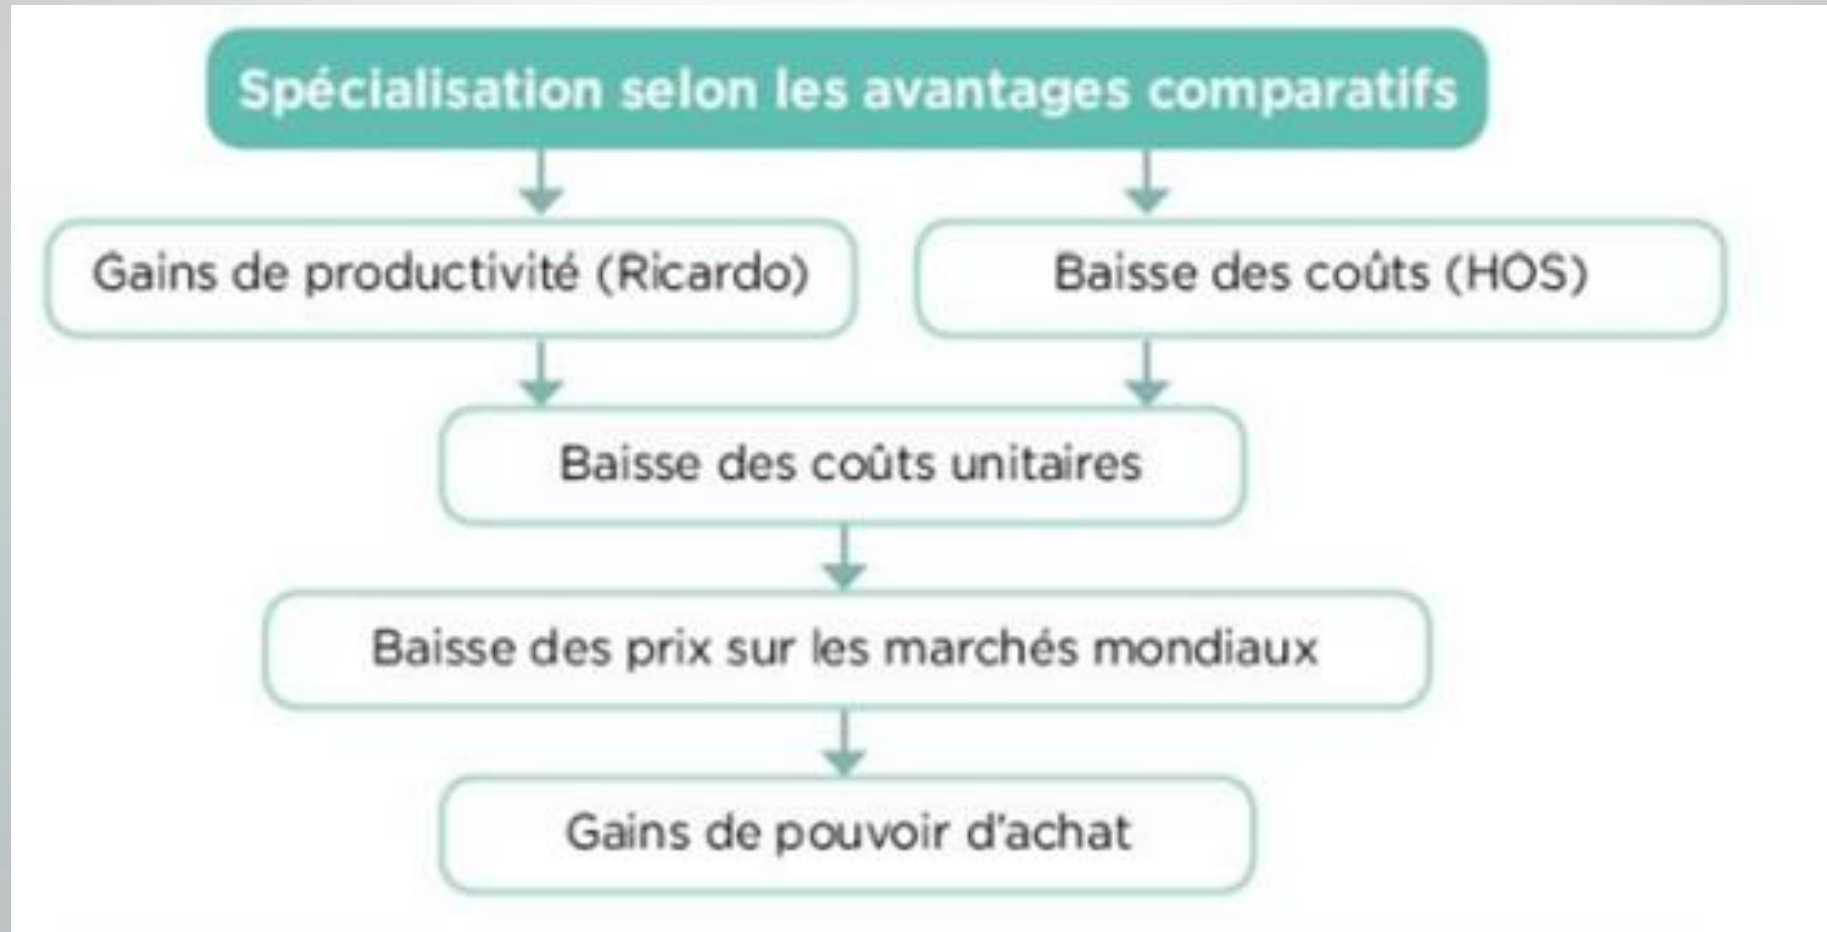 Spécialisation selon les avantages comparatifs
Gains de productivité (Ricardo)
Baisse des coûts (HOS)
Baisse des coûts unitaires
Baisse des prix sur les marchés mondiaux
Gains de pouvoir d'achat